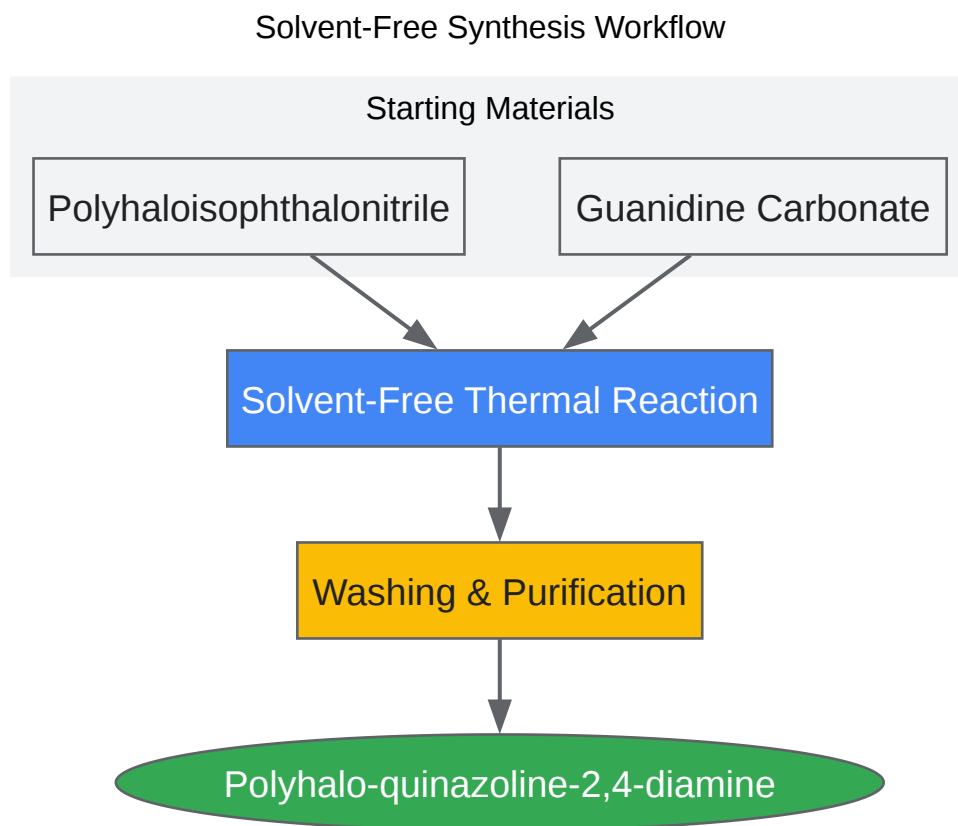 Solvent-Free Synthesis Workflow
Starting Materials
Polyhaloisophthalonitrile
Guanidine Carbonate
Solvent-Free Thermal Reaction
Washing & Purification
Polyhalo-quinazoline-2,4-diamine